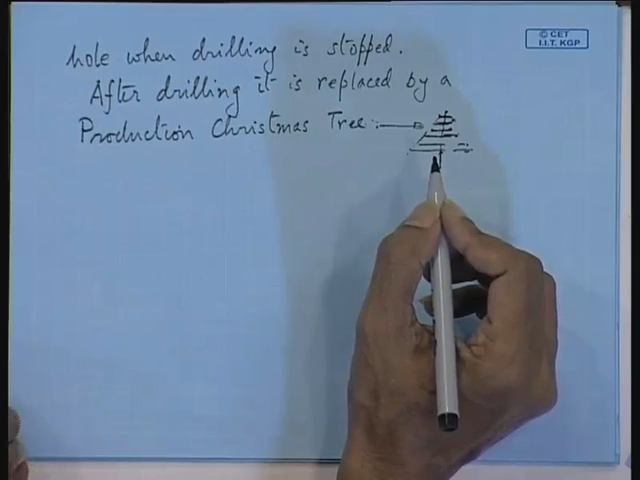 © CET
I.I.T. KGP
hole when drilling is stopped.
After drilling it is replaced by a
Production Christmas Tree :